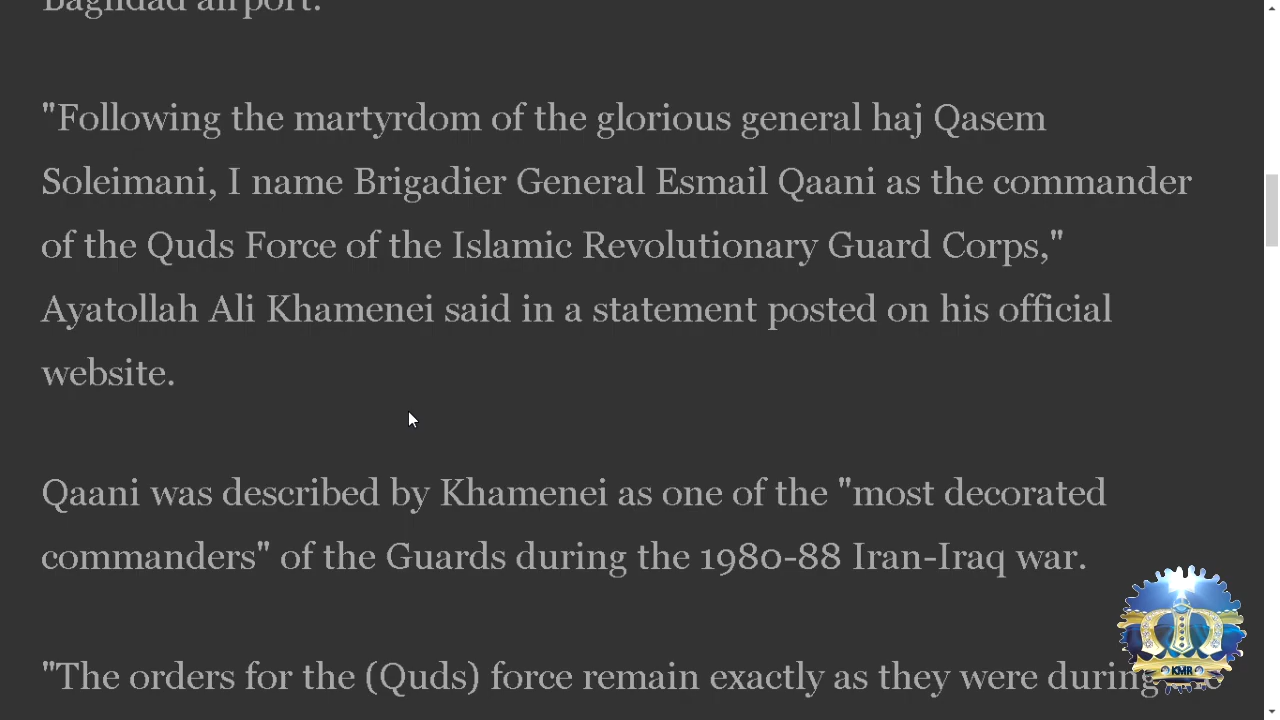 Baghdad airport.
"Following the martyrdom of the glorious general haj Qasem
Soleimani, I name Brigadier General Esmail Qaani as the commander
of the Quds Force of the Islamic Revolutionary Guard Corps,"
Ayatollah Ali Khamenei said in a statement posted on his official
website.
Qaani was described by Khamenei as one of the "most decorated
commanders" of the Guards during the 1980-88 Iran-Iraq war.
"The orders for the (Quds) force remain exactly as they were during
KMR